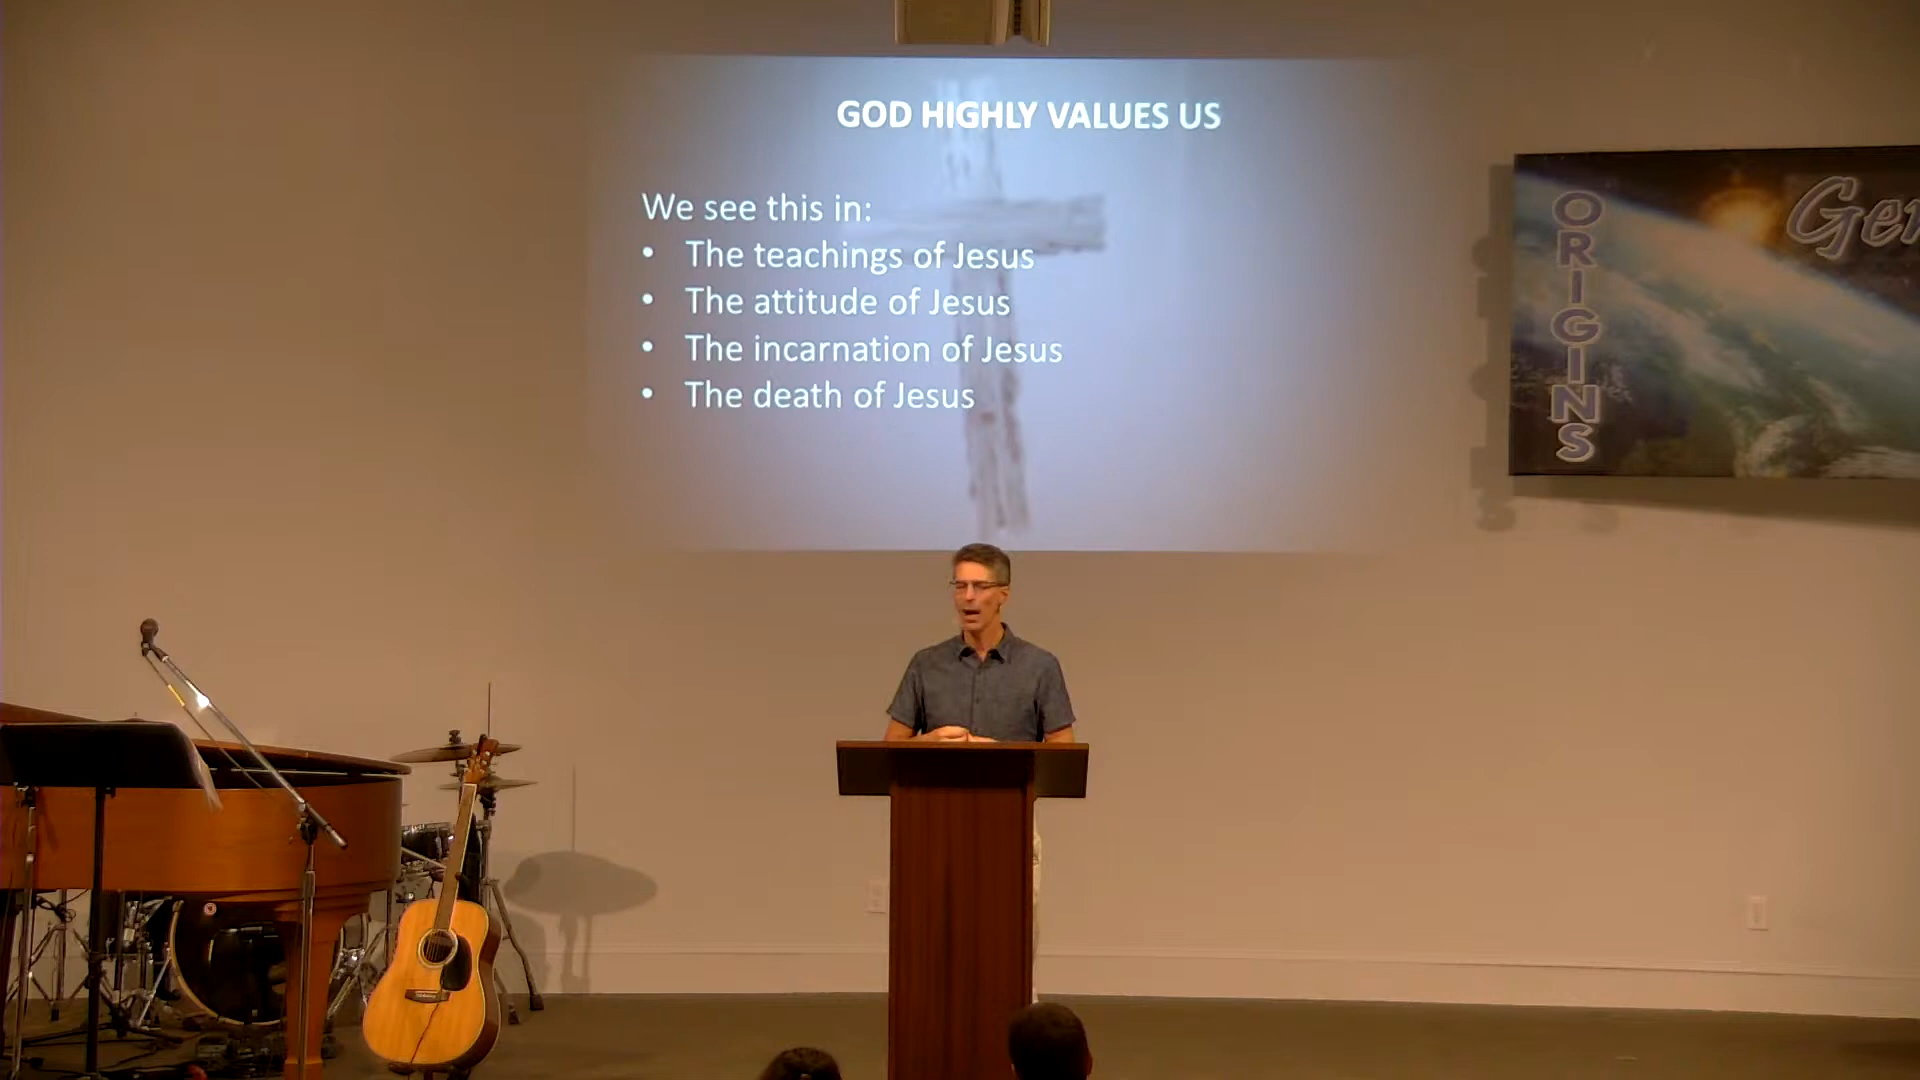 GOD HIGHLY VALUES US
We see this in:
• The teachings of Jesus
• The attitude of Jesus
• The incarnation of Jesus
• The death of Jesus
ORIGINS